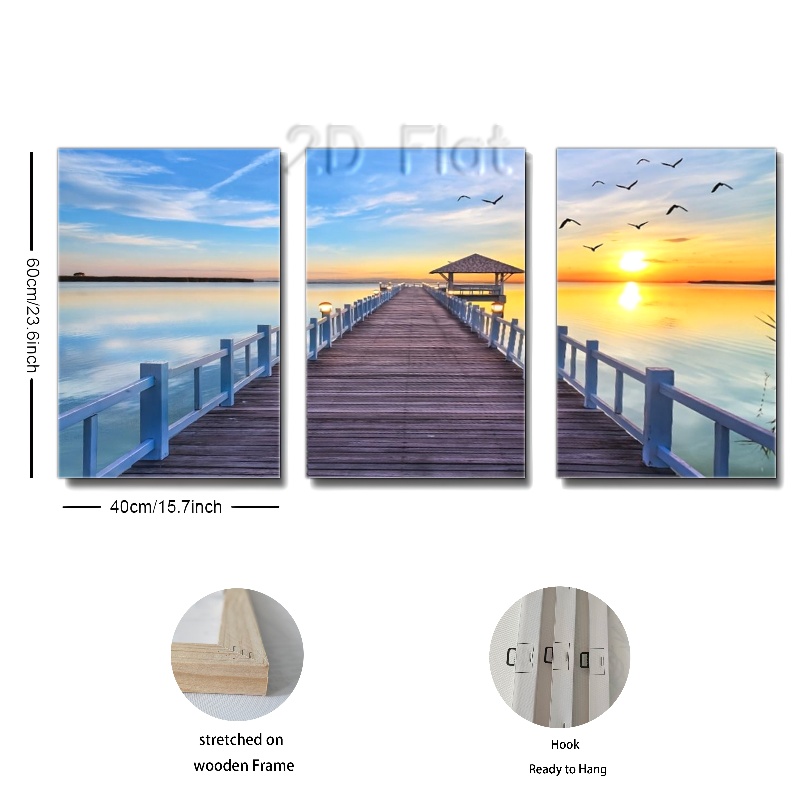 2D Flat
60cm/23.6inch
40cm/15.7inch
stretched on
wooden Frame
Hook
Ready to Hang